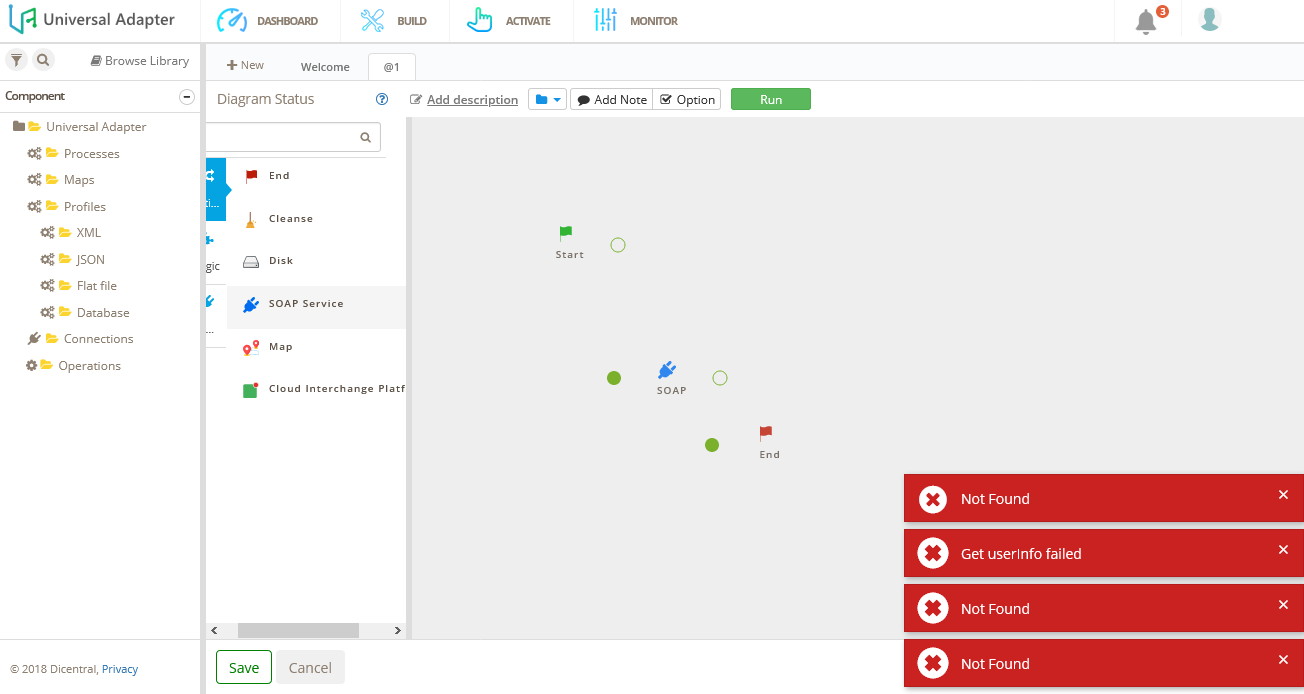 Universal Adapter
DASHBOARD
BUILD
ACTIVATE
MONITOR
3
Browse Library
New
Welcome
@1
Component
Diagram Status
Add description
Add Note
Option
Run
Universal Adapter
Processes
Maps
Profiles
XML
JSON
Flat file
Database
Connections
Operations
ti...
gic
...
End
Cleanse
Disk
SOAP Service
Map
Cloud Interchange Platf
Start
SOAP
End
Not Found
Get userinfo failed
Not Found
Not Found
Save
Cancel
© 2018 Dicentral, Privacy